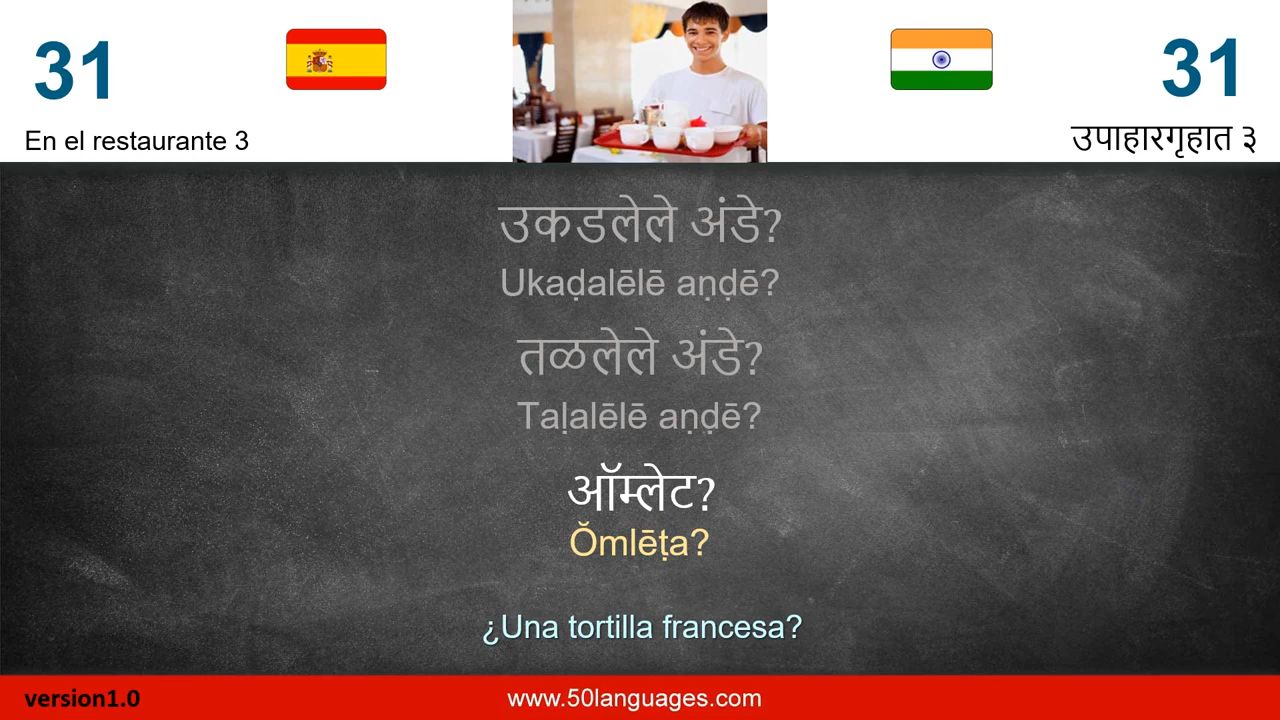 31
31
En el restaurante 3
उपाहारगृहात ३
उकडलेले अंडे?
Ukaḍalēlē aṇḍē?
तळलेले अंडे?
Taḷalēlē aṇḍē?
ऑम्लेट?
Ŏmlēṭa?
¿Una tortilla francesa?
version1.0
www.50languages.com